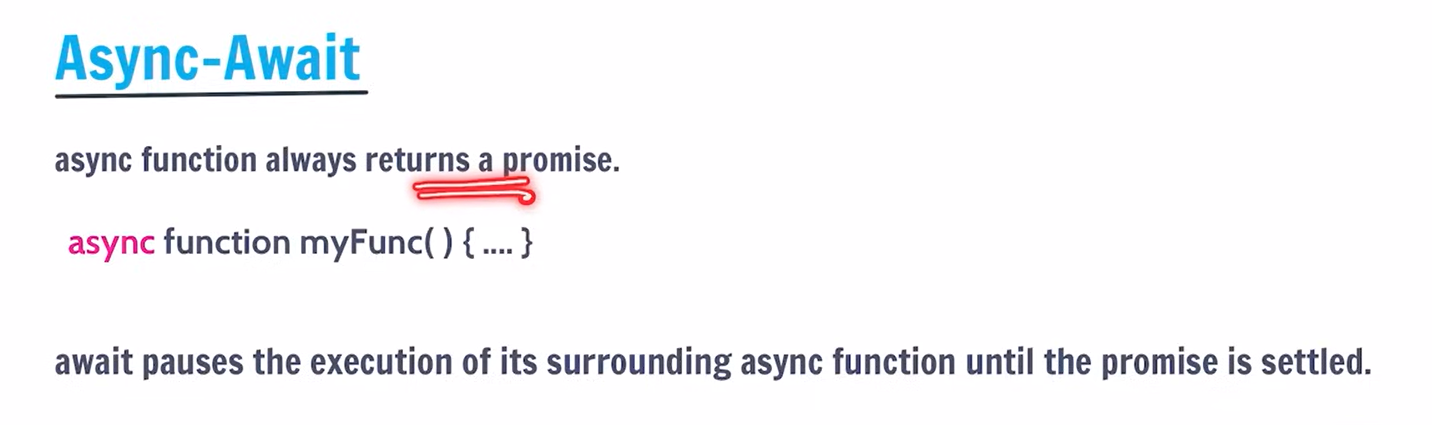 Async-Await
async function always returns a promise.
async function myFunc( ) { .... }
await pauses the execution of its surrounding async function until the promise is settled.